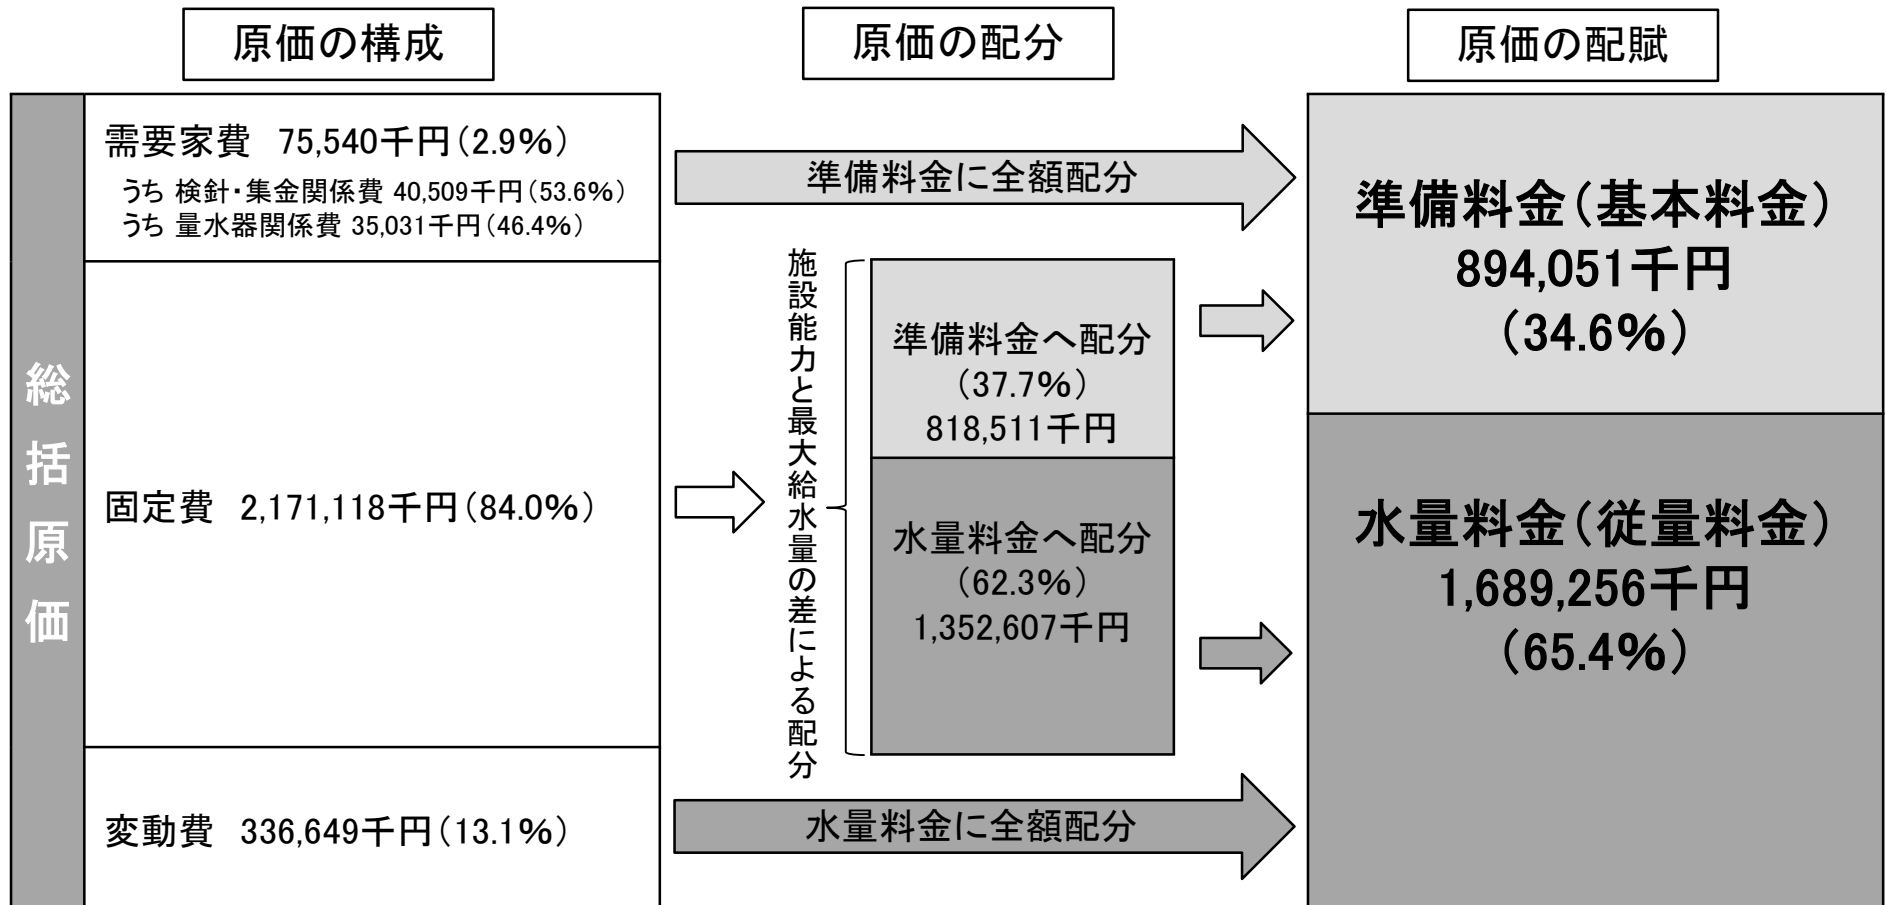 原価の構成
原価の配分
原価の配賦
総括原価
需要家費 75,540千円(2.9%)
うち 検針・集金関係費 40,509千円(53.6%)
うち 量水器関係費 35,031千円(46.4%)
固定費 2,171,118千円(84.0%)
変動費 336,649千円(13.1%)
準備料金に全額配分
施設能力と最大給水量の差による配分
準備料金へ配分
(37.7%)
818,511千円
水量料金へ配分
(62.3%)
1,352,607千円
水量料金に全額配分
準備料金(基本料金)
894,051千円
(34.6%)
水量料金(従量料金)
1,689,256千円
(65.4%)